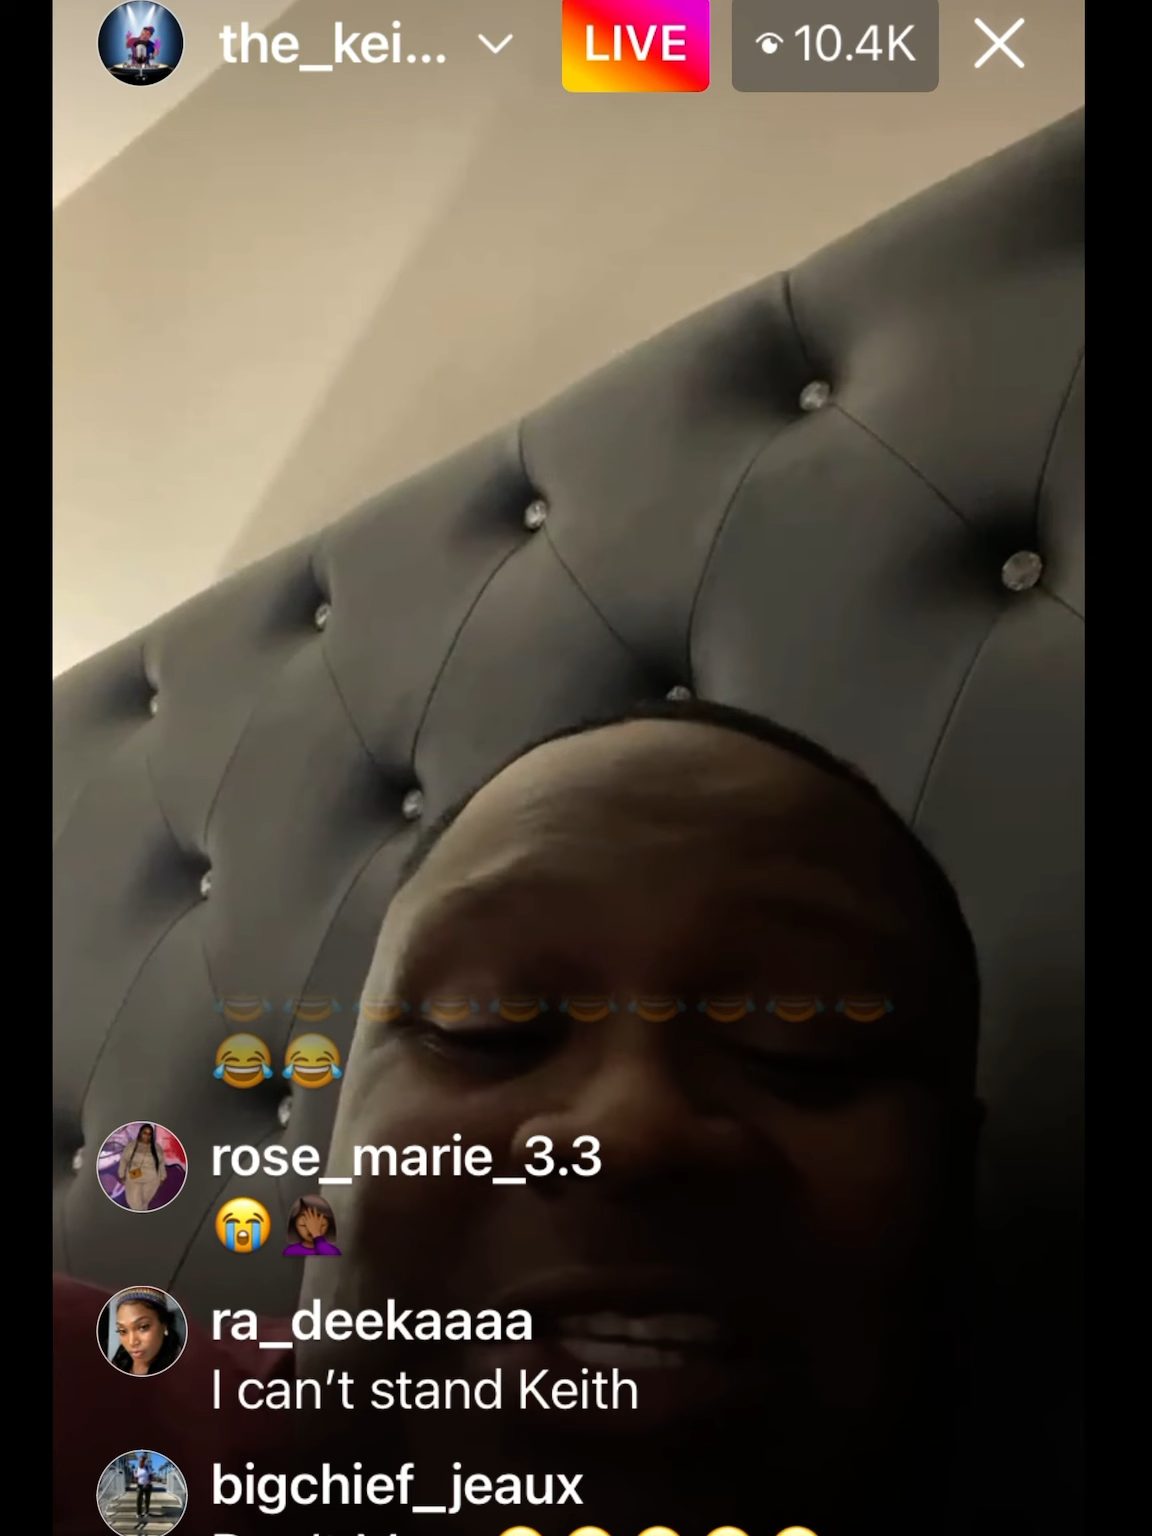 the_kei...
LIVE
10.4K
😂😂
rose_marie_3.3
😭🤦🏾‍♀️
ra_deekaaaa
I can't stand Keith
bigchief_jeaux